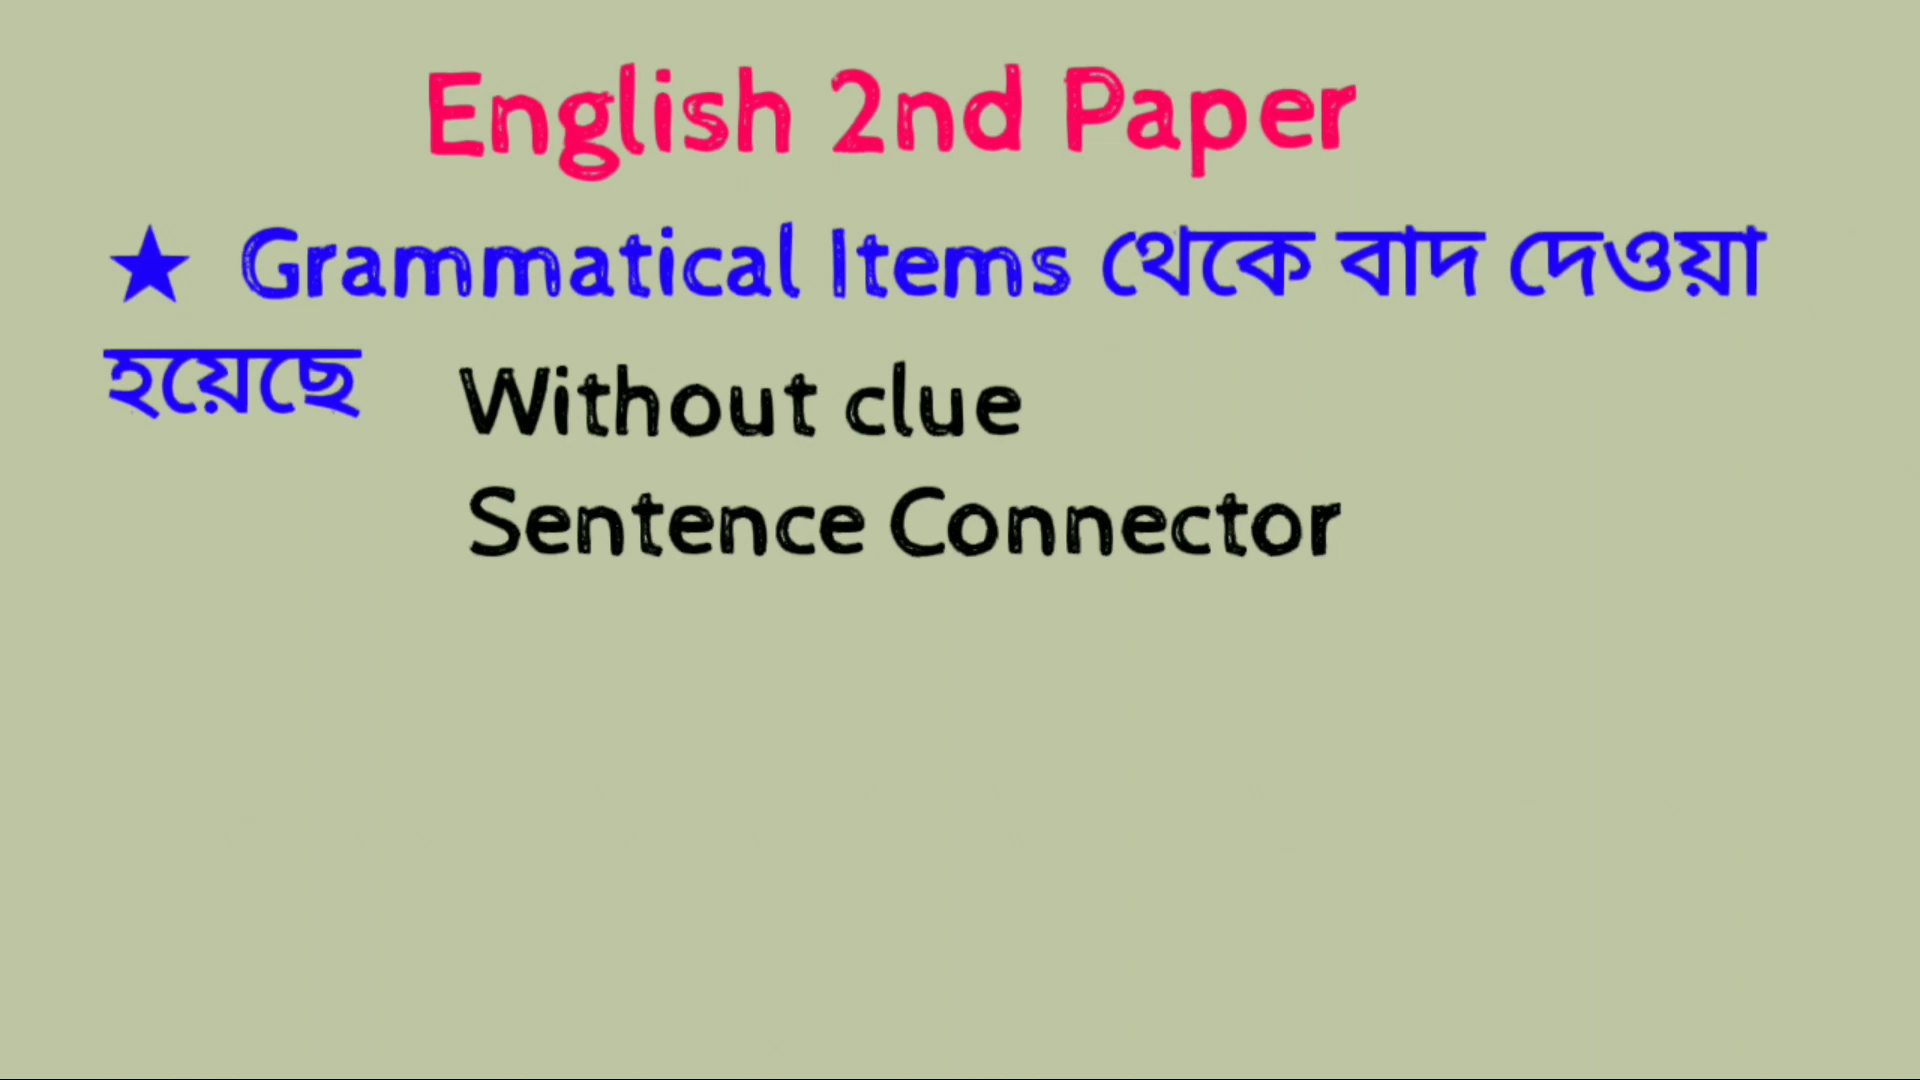 English 2nd Paper
★ Grammatical Items থেকে বাদ দেওয়া
হয়েছে Without clue
Sentence Connector